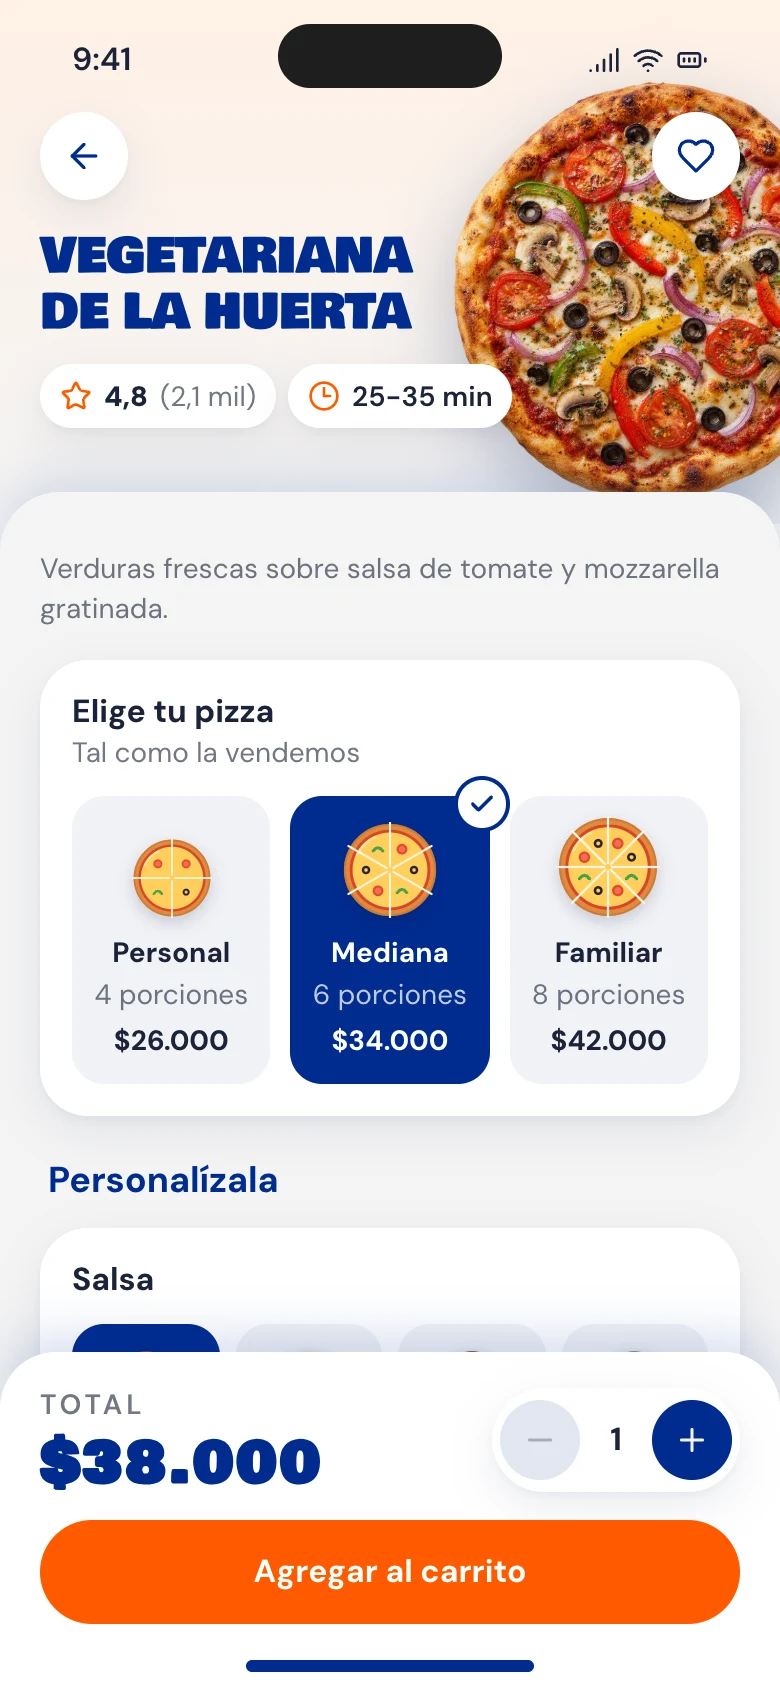 9:41
VEGETARIANA
DE LA HUERTA
4,8 (2,1 mil)
25-35 min
Verduras frescas sobre salsa de tomate y mozzarella
gratinada.
Elige tu pizza
Tal como la vendemos
Personal
4 porciones
$26.000
Mediana
6 porciones
$34.000
Familiar
8 porciones
$42.000
Personalízala
Salsa
TOTAL
$38.000
1
Agregar al carrito